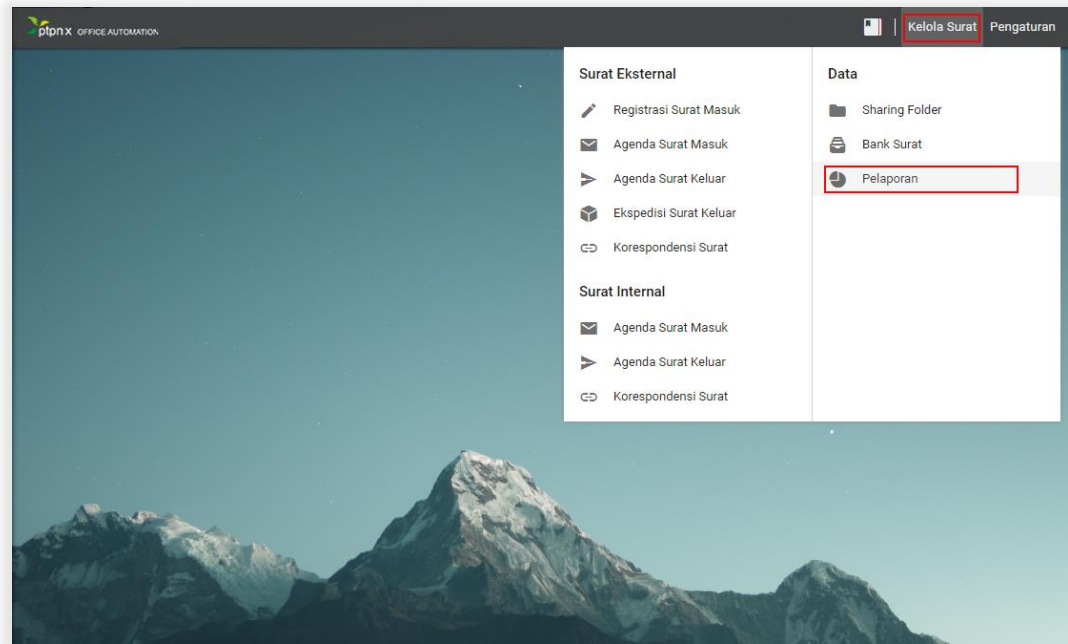 ptpnx OFFICE AUTOMATION
Kelola Surat Pengaturan
Surat Eksternal
Registrasi Surat Masuk
Agenda Surat Masuk
Agenda Surat Keluar
Ekspedisi Surat Keluar
Korespondensi Surat
Surat Internal
Agenda Surat Masuk
Agenda Surat Keluar
Korespondensi Surat
Data
Sharing Folder
Bank Surat
Pelaporan